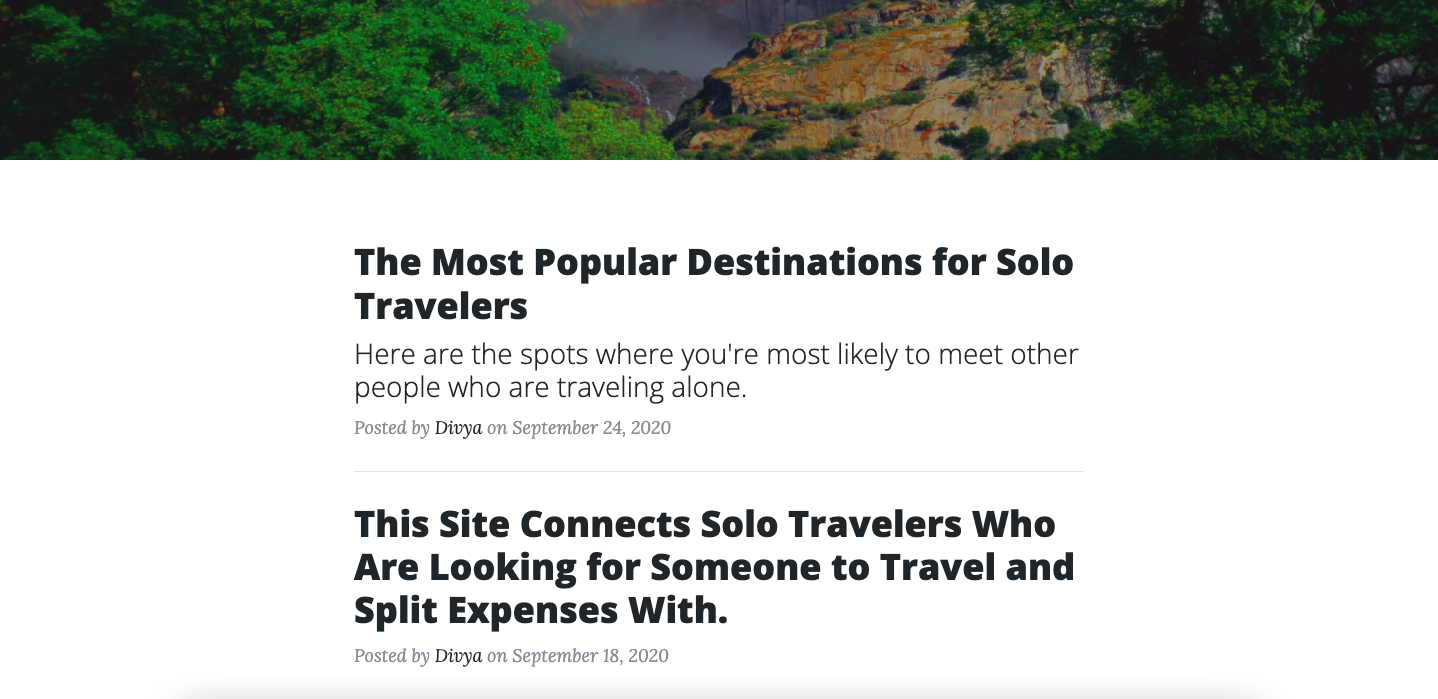 The Most Popular Destinations for Solo
Travelers
Here are the spots where you're most likely to meet other
people who are traveling alone.
Posted by Divya on September 24, 2020
This Site Connects Solo Travelers Who
Are Looking for Someone to Travel and
Split Expenses With.
Posted by Divya on September 18, 2020